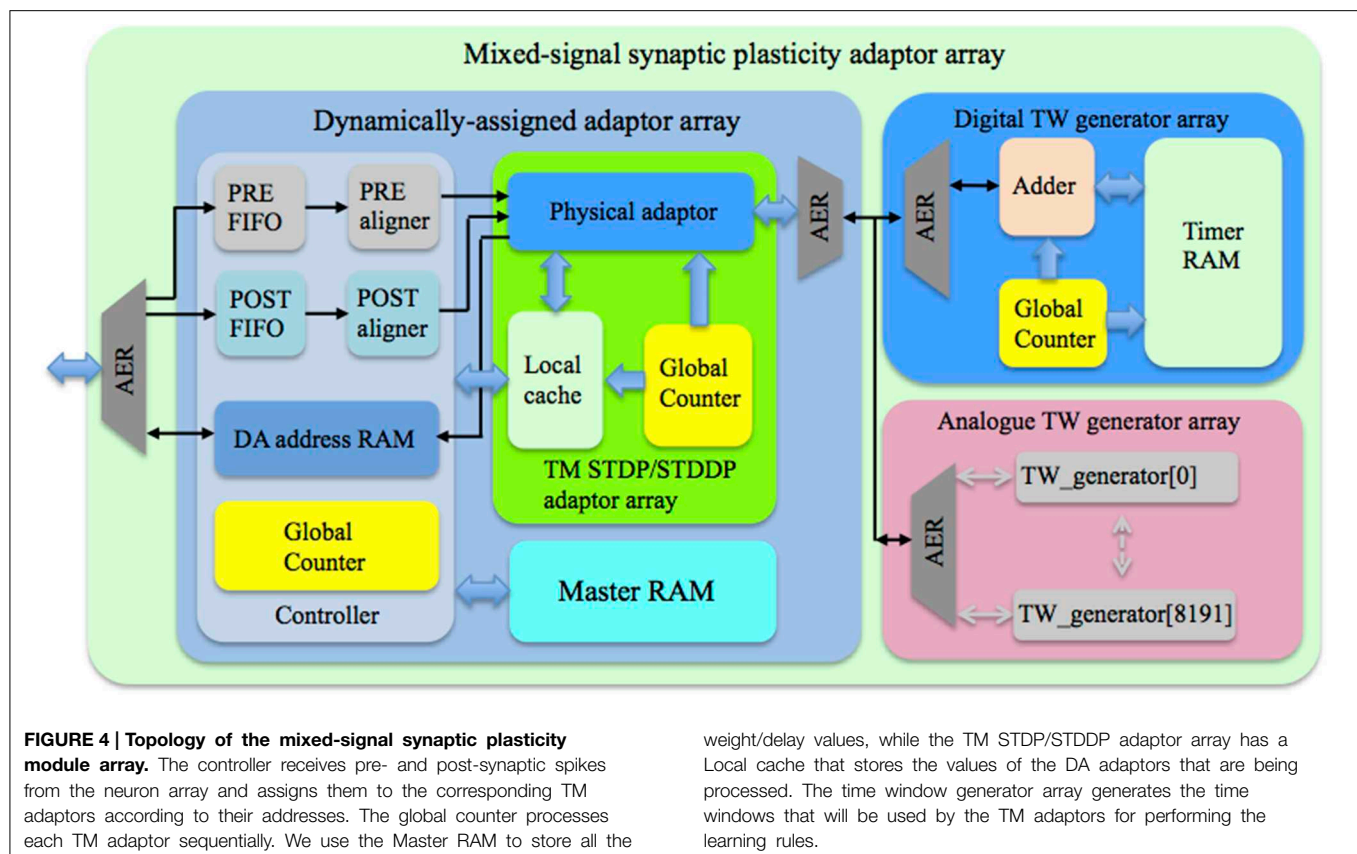 Mixed-signal synaptic plasticity adaptor array
Dynamically-assigned adaptor array
PRE
FIFO
PRE
aligner
POST
FIFO
POST
aligner
AER
DA address RAM
Global
Counter
Controller
Physical adaptor
Local
cache
Global
Counter
TM STDP/STDDP
adaptor array
Master RAM
AER
Digital TW generator array
AER
Adder
Global
Counter
Timer
RAM
Analogue TW generator array
AER
TW_generator[0]
TW_generator[8191]
FIGURE 4 | Topology of the mixed-signal synaptic plasticity
module array. The controller receives pre- and post-synaptic spikes
from the neuron array and assigns them to the corresponding TM
adaptors according to their addresses. The global counter processes
each TM adaptor sequentially. We use the Master RAM to store all the
weight/delay values, while the TM STDP/STDDP adaptor array has a
Local cache that stores the values of the DA adaptors that are being
processed. The time window generator array generates the time
windows that will be used by the TM adaptors for performing the
learning rules.